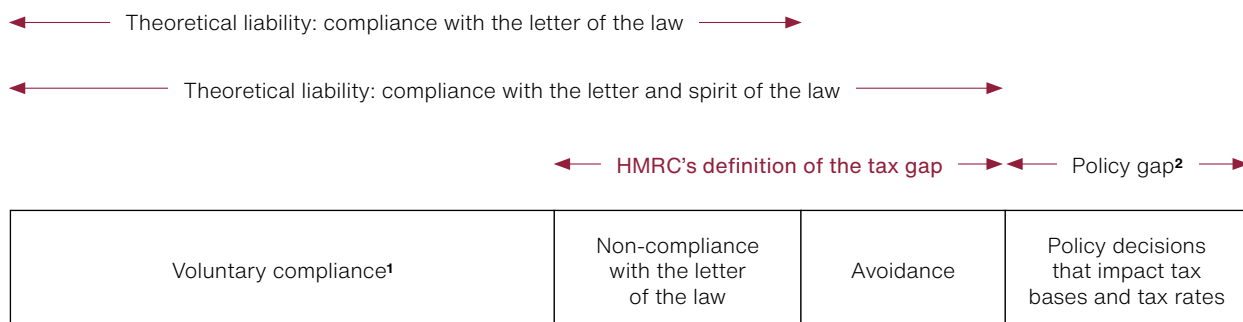 Theoretical liability: compliance with the letter of the law
Theoretical liability: compliance with the letter and spirit of the law
HMRC’s definition of the tax gap
Policy gap²
Voluntary compliance¹
Non-compliance
with the letter
of the law
Avoidance
Policy decisions
that impact tax
bases and tax rates